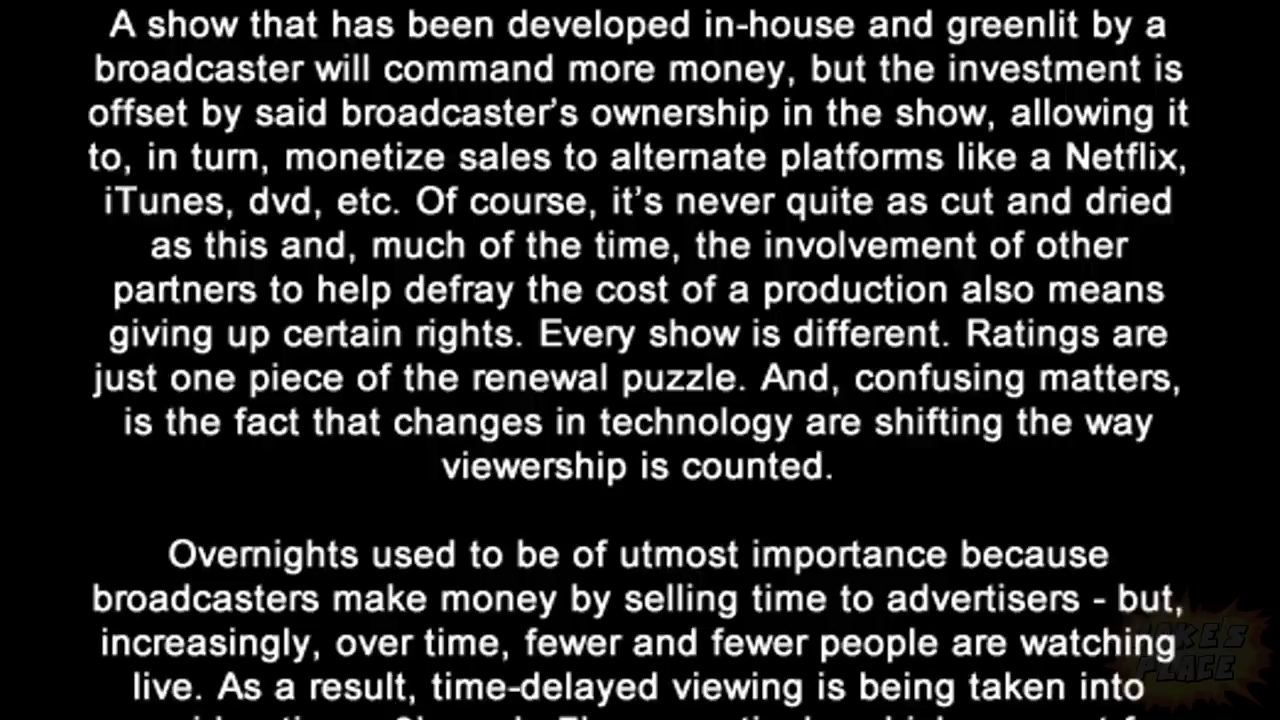 A show that has been developed in-house and greenlit by a
broadcaster will command more money, but the investment is
offset by said broadcaster’s ownership in the show, allowing it
to, in turn, monetize sales to alternate platforms like a Netflix,
iTunes, dvd, etc. Of course, it’s never quite as cut and dried
as this and, much of the time, the involvement of other
partners to help defray the cost of a production also means
giving up certain rights. Every show is different. Ratings are
just one piece of the renewal puzzle. And, confusing matters,
is the fact that changes in technology are shifting the way
viewership is counted.
Overnights used to be of utmost importance because
broadcasters make money by selling time to advertisers - but,
increasingly, over time, fewer and fewer people are watching
live. As a result, time-delayed viewing is being taken into
PLACE